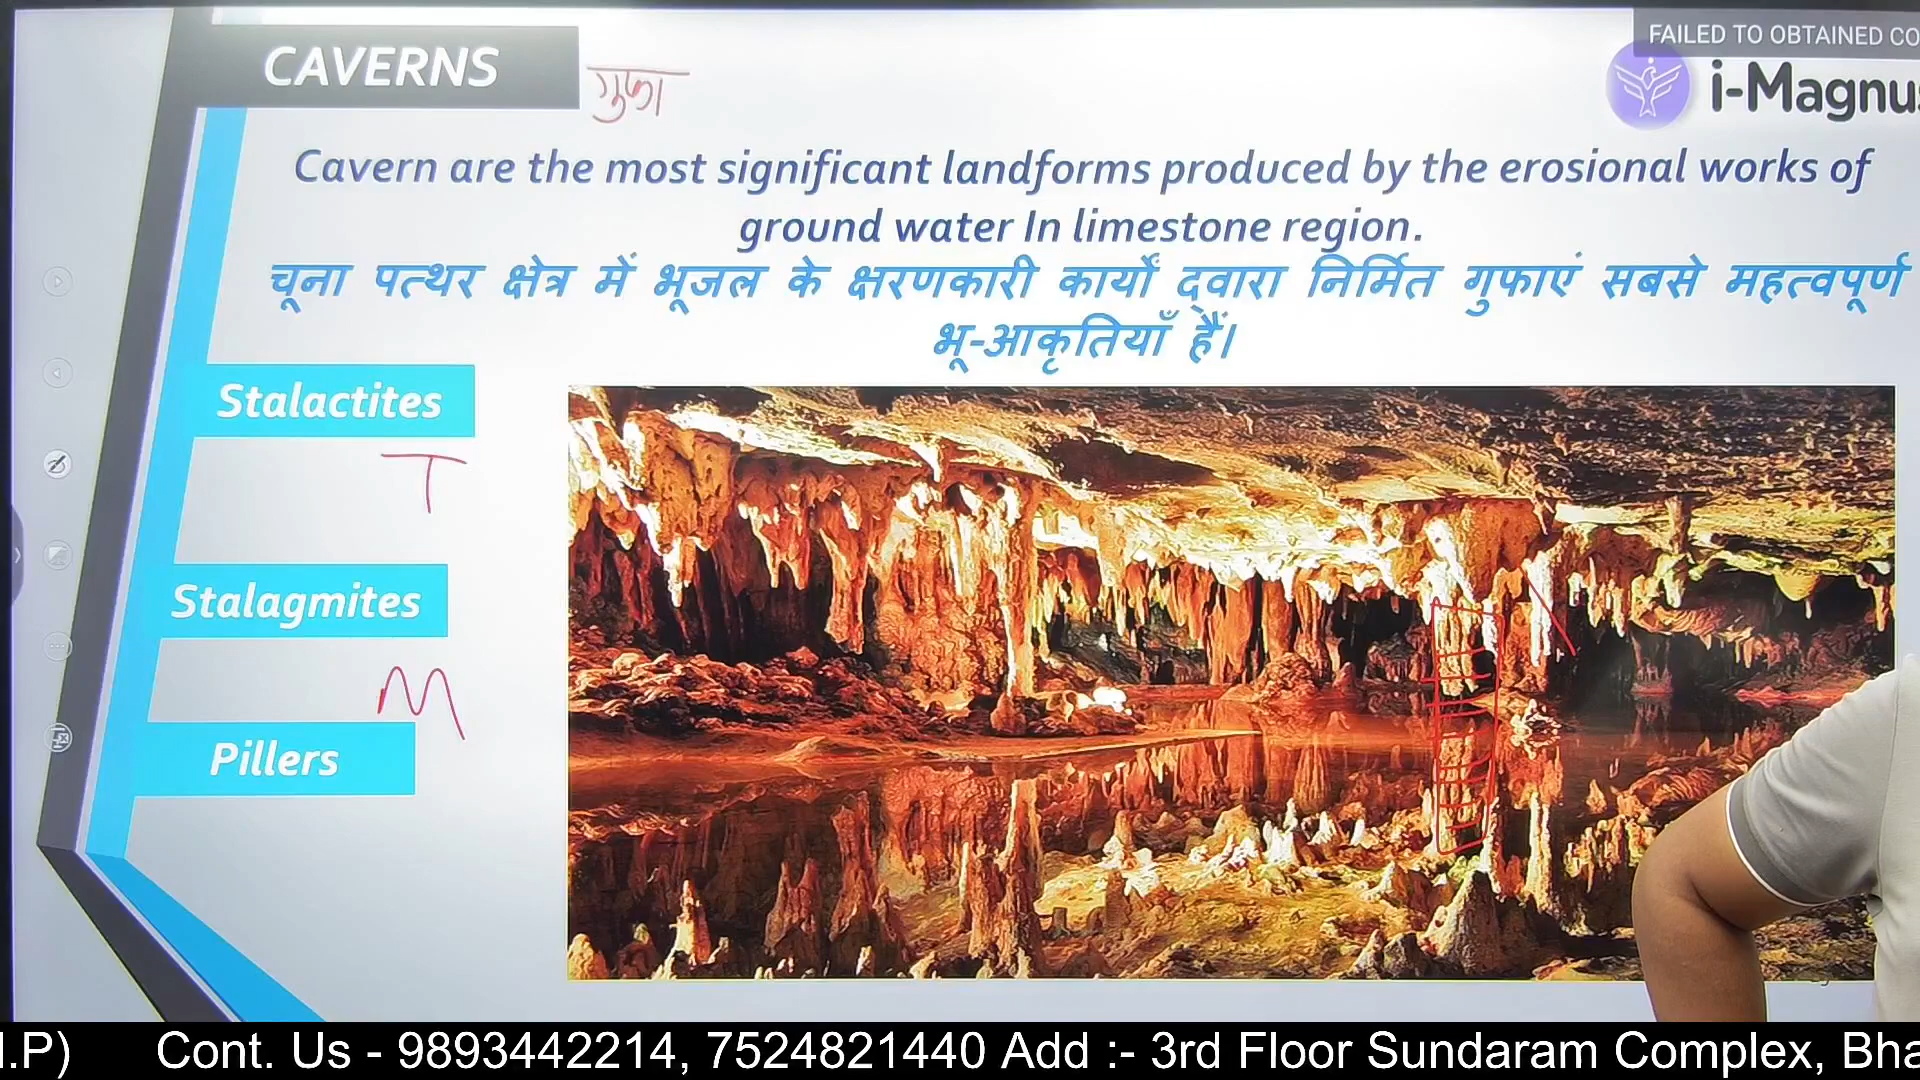 FAILED TO OBTAINED CO
CAVERNS
गुफा
i-Magnus
Cavern are the most significant landforms produced by the erosional works of
ground water In limestone region.
चूना पत्थर क्षेत्र में भूजल के क्षरणकारी कार्यों द्वारा निर्मित गुफाएं सबसे महत्वपूर्ण
भू-आकृतियाँ हैं।
Stalactites
T
Stalagmites
M
Pillers
.P) Cont. Us - 9893442214, 7524821440 Add :- 3rd Floor Sundaram Complex, Bha